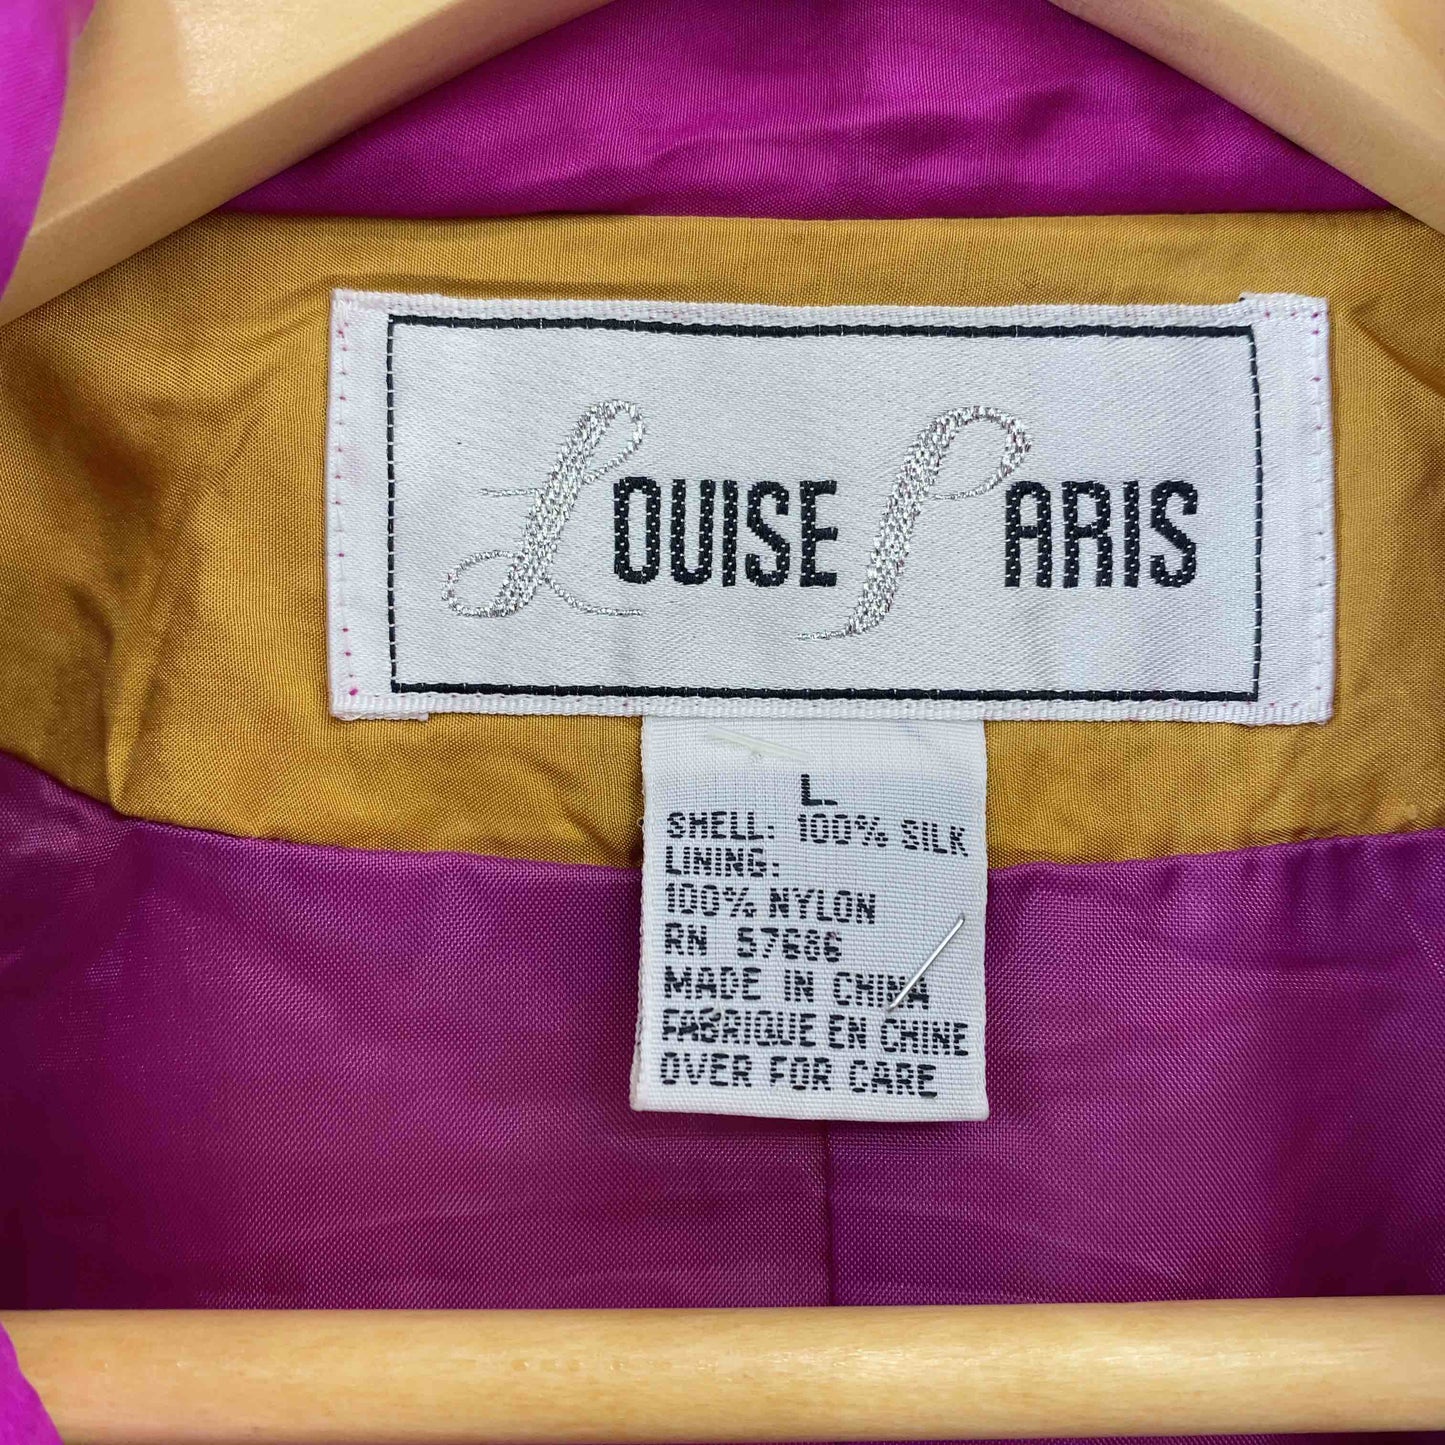 LOUISE PARIS
L
SHELL: 100% SILK
LINING:
100% NYLON
RN 57686
MADE IN CHINA
FABRIQUE EN CHINE
OVER FOR CARE